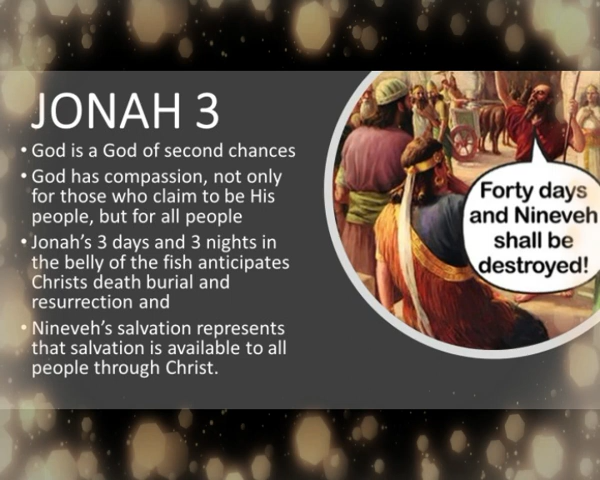 JONAH 3
• God is a God of second chances
• God has compassion, not only
for those who claim to be His
people, but for all people
• Jonah's 3 days and 3 nights in
the belly of the fish anticipates
Christs death burial and
resurrection and
• Nineveh's salvation represents
that salvation is available to all
people through Christ.
Forty days
and Nineveh
shall be
destroyed!